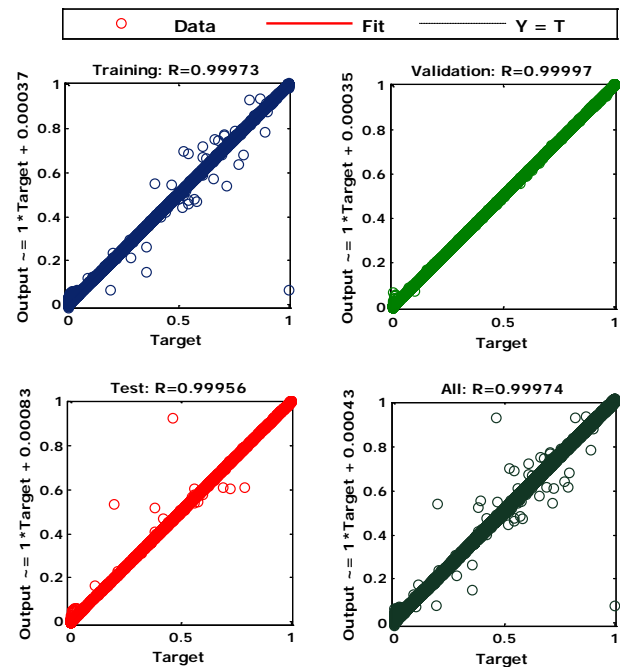 Data Fit Y = T
Training: R=0.99973
Output ~= 1*Target + 0.00037
1
0.8
0.6
0.4
0.2
0
0 0.5 1
Target
Validation: R=0.99997
Output ~= 1*Target + 0.00035
1
0.8
0.6
0.4
0.2
0
0 0.5 1
Target
Test: R=0.99956
Output ~= 1*Target + 0.00083
1
0.8
0.6
0.4
0.2
0
0 0.5 1
Target
All: R=0.99974
Output ~= 1*Target + 0.00043
1
0.8
0.6
0.4
0.2
0
0 0.5 1
Target